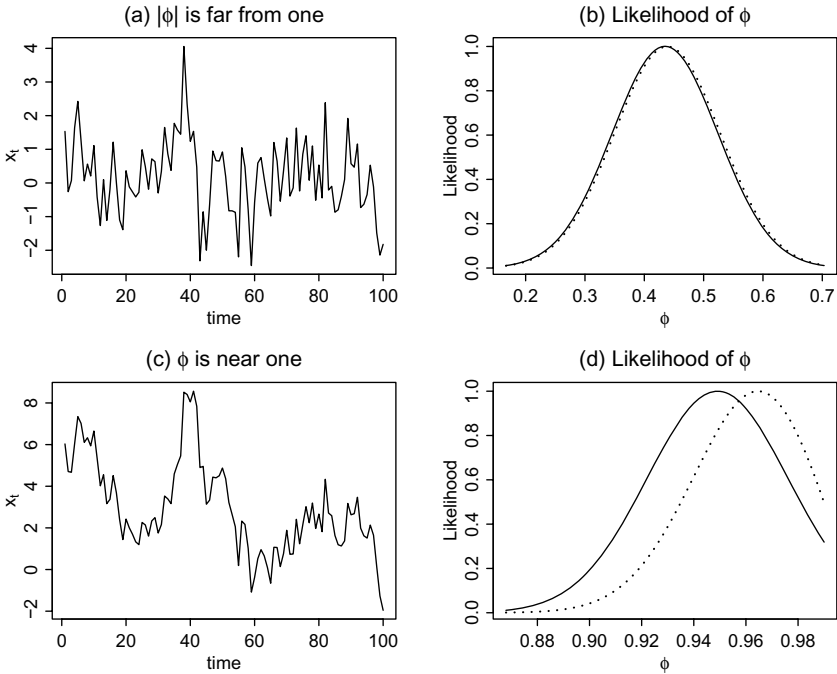 (a) |ϕ| is far from one
x_t
4
3
2
1
0
−1
−2
0 20 40 60 80 100
time
(b) Likelihood of ϕ
Likelihood
1.0
0.8
0.6
0.4
0.2
0.0
0.2 0.3 0.4 0.5 0.6 0.7
ϕ
(c) ϕ is near one
x_t
8
6
4
2
0
−2
0 20 40 60 80 100
time
(d) Likelihood of ϕ
Likelihood
1.0
0.8
0.6
0.4
0.2
0.0
0.88 0.90 0.92 0.94 0.96 0.98
ϕ